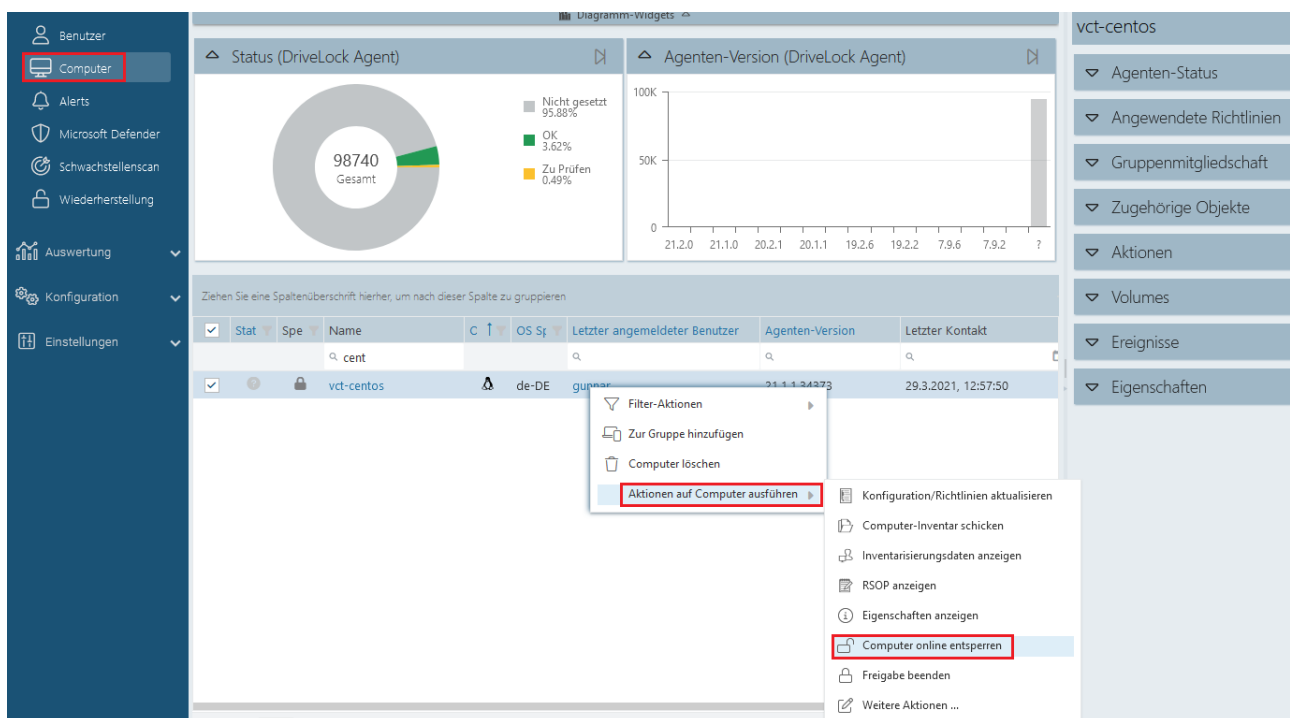 Diagramm-Widgets
Benutzer
Computer
Alerts
Microsoft Defender
Schwachstellenscan
Wiederherstellung
Auswertung
Konfiguration
Einstellungen
Status (DriveLock Agent)
98740
Gesamt
Nicht gesetzt
95.88%
OK
3.62%
Zu Prüfen
0.49%
Agenten-Version (DriveLock Agent)
100K
50K
0
21.2.0 21.1.0 20.2.1 20.1.1 19.2.6 19.2.2 7.9.6 7.9.2 ?
Ziehen Sie eine Spaltenüberschrift hierher, um nach dieser Spalte zu gruppieren
Stat Spe Name C OS Sp Letzter angemeldeter Benutzer Agenten-Version Letzter Kontakt
cent
vct-centos de-DE gunnar 21.1.1.34373 29.3.2021, 12:57:50
Filter-Aktionen
Zur Gruppe hinzufügen
Computer löschen
Aktionen auf Computer ausführen
Konfiguration/Richtlinien aktualisieren
Computer-Inventar schicken
Inventarisierungsdaten anzeigen
RSOP anzeigen
Eigenschaften anzeigen
Computer online entsperren
Freigabe beenden
Weitere Aktionen ...
vct-centos
Agenten-Status
Angewendete Richtlinien
Gruppenmitgliedschaft
Zugehörige Objekte
Aktionen
Volumes
Ereignisse
Eigenschaften